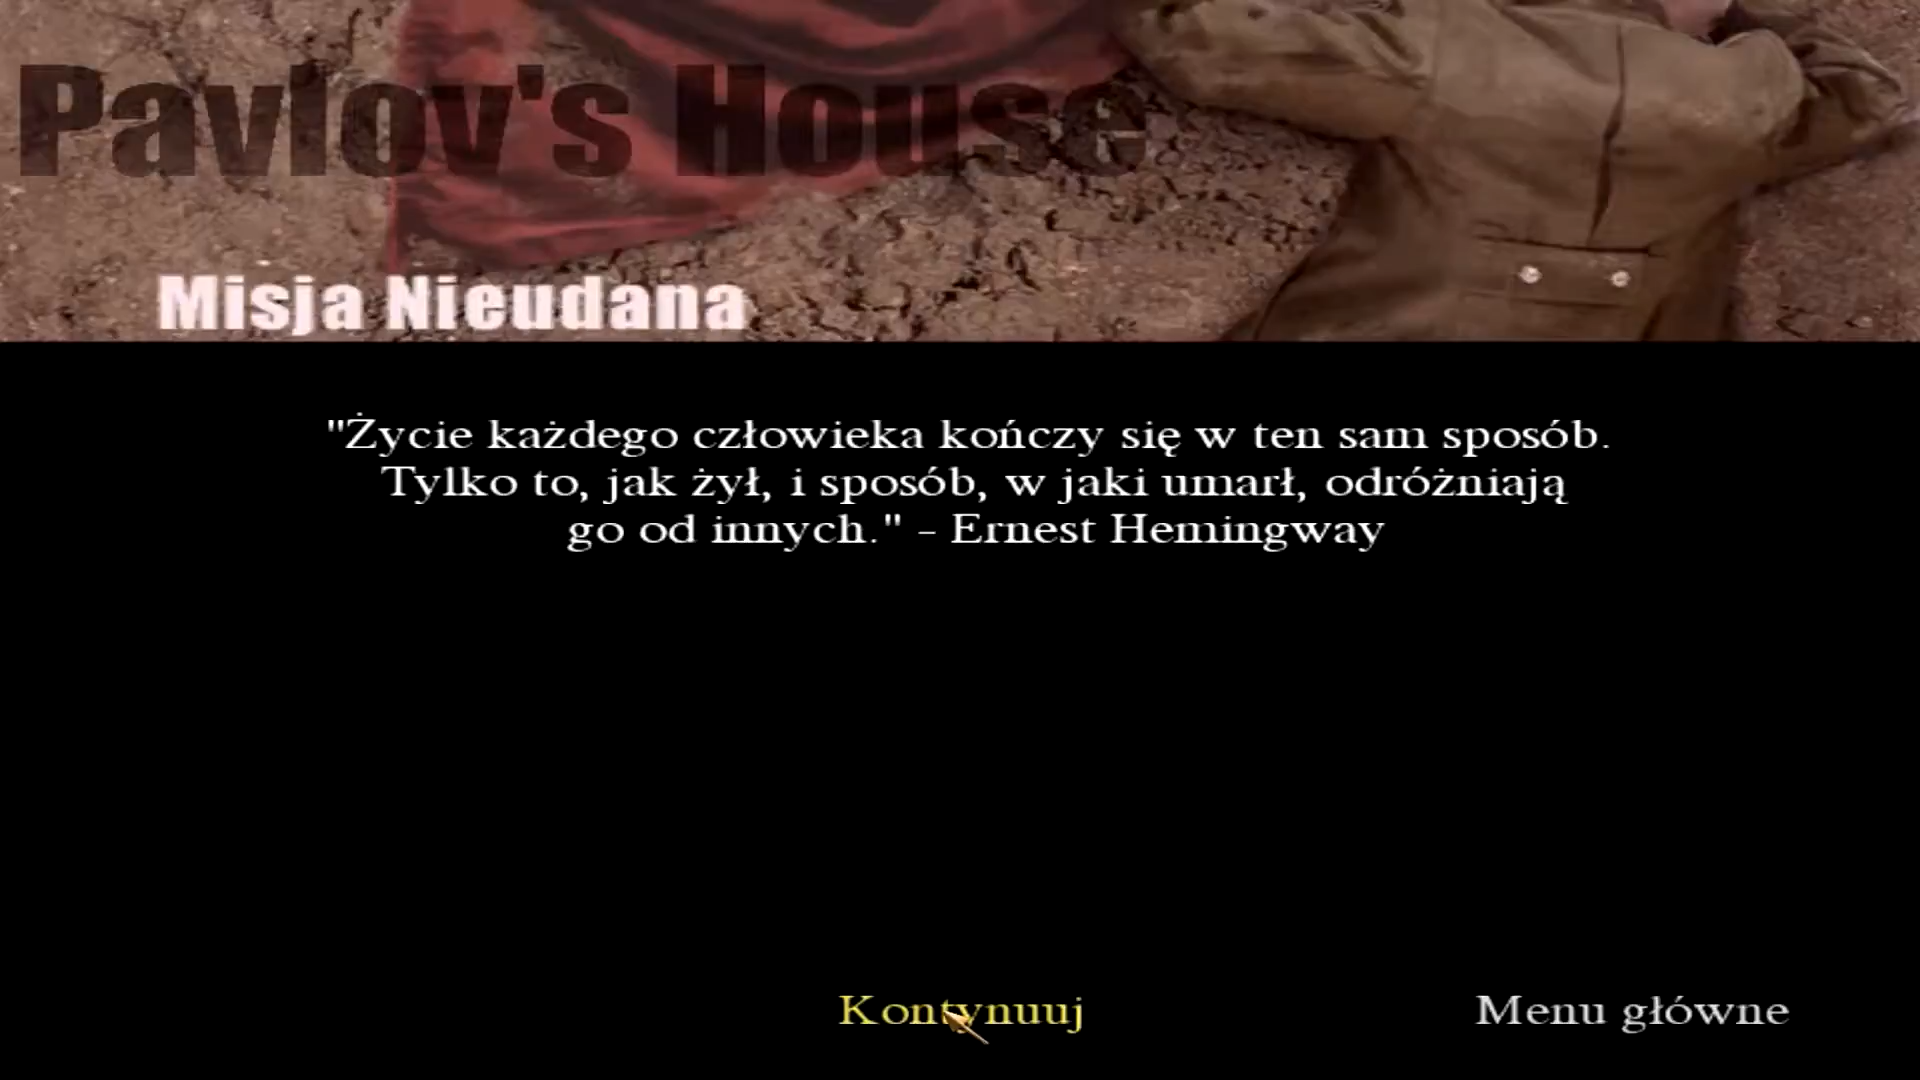 Pavlov's House
Misja Nieudana
"Życie każdego człowieka kończy się w ten sam sposób.
Tylko to, jak żył, i sposób, w jaki umarł, odróżniają
go od innych." - Ernest Hemingway
Kontynuuj
Menu główne